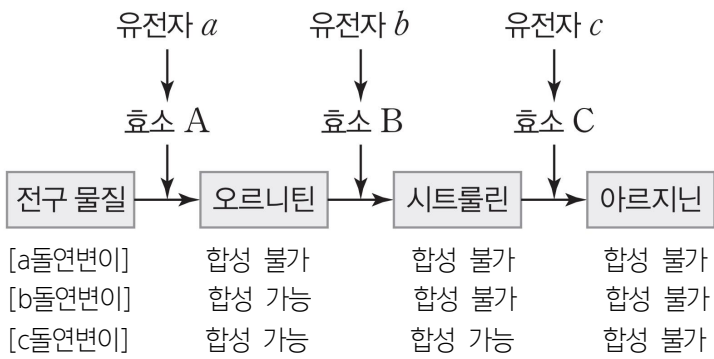 유전자 a 유전자 b 유전자 c
효소 A 효소 B 효소 C
전구 물질 오르니틴 시트룰린 아르지닌
[a돌연변이] 합성 불가 합성 불가 합성 불가
[b돌연변이] 합성 가능 합성 불가 합성 불가
[c돌연변이] 합성 가능 합성 가능 합성 불가